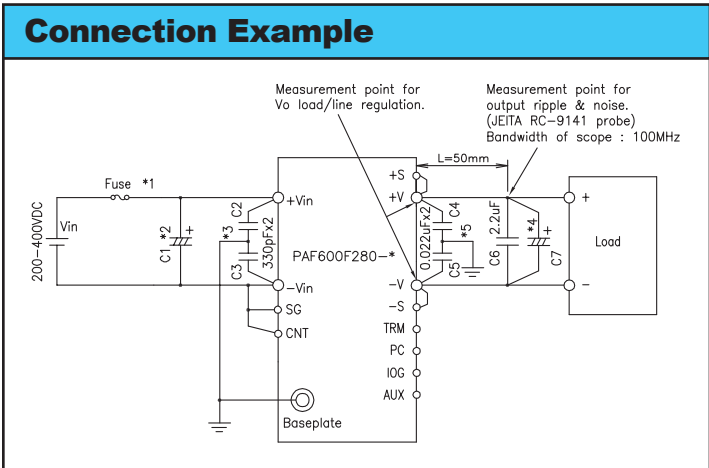 Connection Example
Measurement point for
Vo load/line regulation.
Measurement point for
output ripple & noise.
(JEITA RC-9141 probe)
Bandwidth of scope : 100MHz
L=50mm
+S
Fuse *1
+Vin
+V
+
200-400VDC
Vin
C1 *2
+
*3
C2
330pFx2
C3
PAF600F280-*
0.022uFx2
C4
*5
C5
2.2uF
C6
*4
+
C7
Load
-Vin
-V
-
-S
SG
TRM
CNT
PC
IOG
AUX
Baseplate